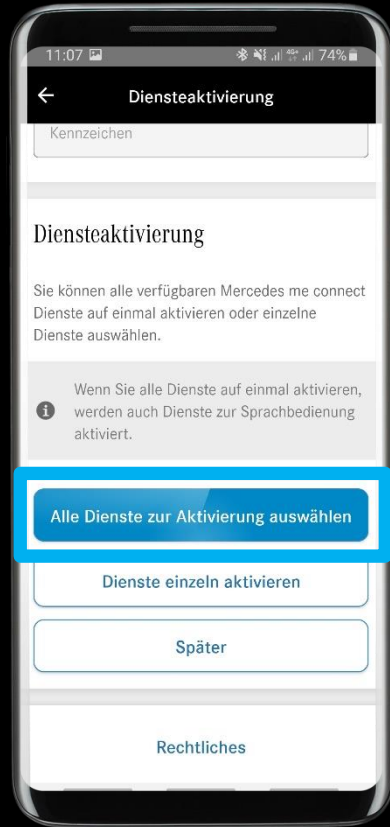 11:07 4G+ 74%
Diensteaktivierung
Kennzeichen
Diensteaktivierung
Sie können alle verfügbaren Mercedes me connect
Dienste auf einmal aktivieren oder einzelne
Dienste auswählen.
Wenn Sie alle Dienste auf einmal aktivieren,
werden auch Dienste zur Sprachbedienung
aktiviert.
Alle Dienste zur Aktivierung auswählen
Dienste einzeln aktivieren
Später
Rechtliches